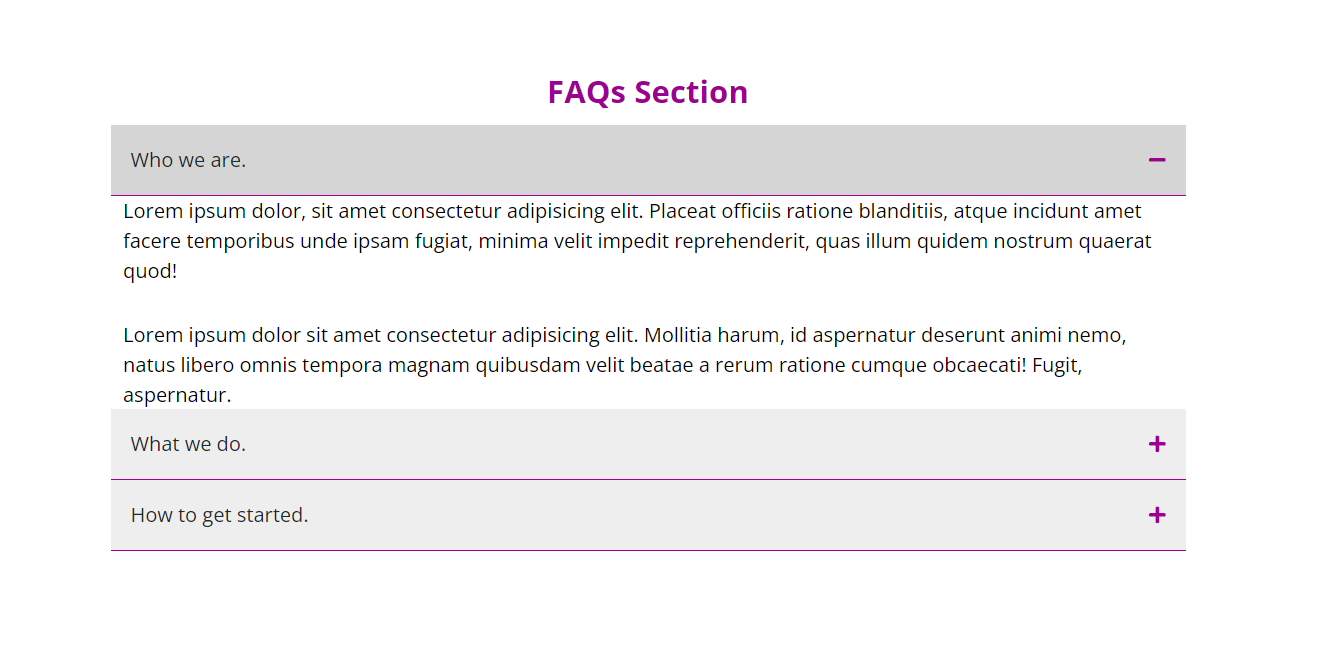 FAQs Section
Who we are.
Lorem ipsum dolor, sit amet consectetur adipisicing elit. Placeat officiis ratione blanditiis, atque incidunt amet
facere temporibus unde ipsam fugiat, minima velit impedit reprehenderit, quas illum quidem nostrum quaerat
quod!
Lorem ipsum dolor sit amet consectetur adipisicing elit. Mollitia harum, id aspernatur deserunt animi nemo,
natus libero omnis tempora magnam quibusdam velit beatae a rerum ratione cumque obcaecati! Fugit,
aspernatur.
What we do.
How to get started.